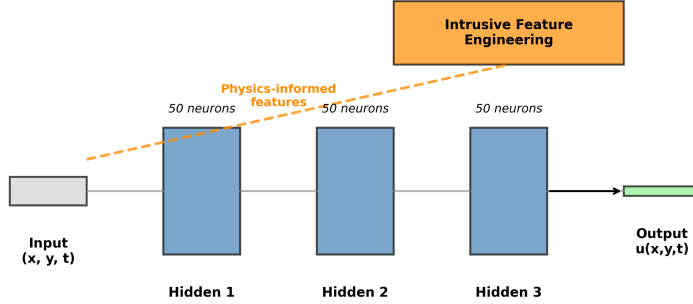 Intrusive Feature
Engineering
Physics-informed
features
50 neurons
50 neurons
50 neurons
Input
(x, y, t)
Output
u(x,y,t)
Hidden 1
Hidden 2
Hidden 3